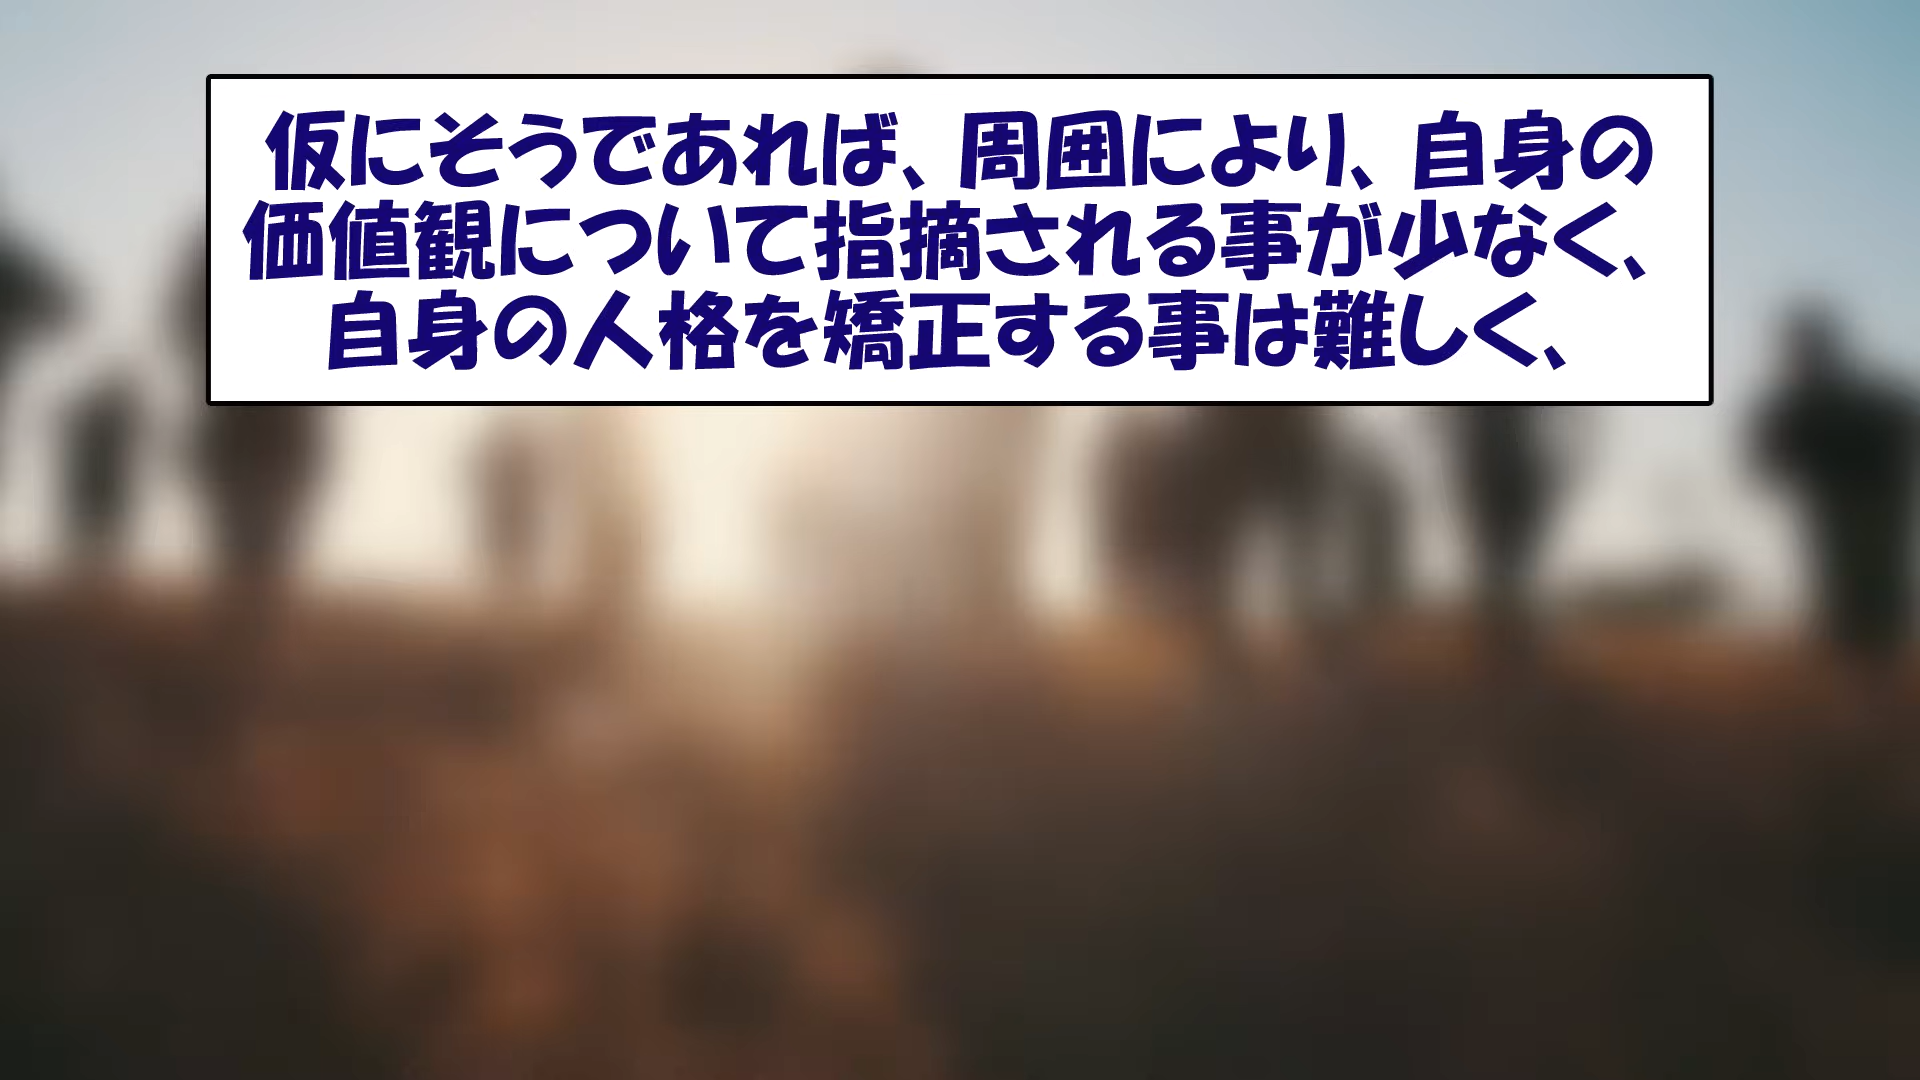 仮にそうであれば、周囲により、自身の
価値観について指摘される事が少なく、
自身の人格を矯正する事は難しく、